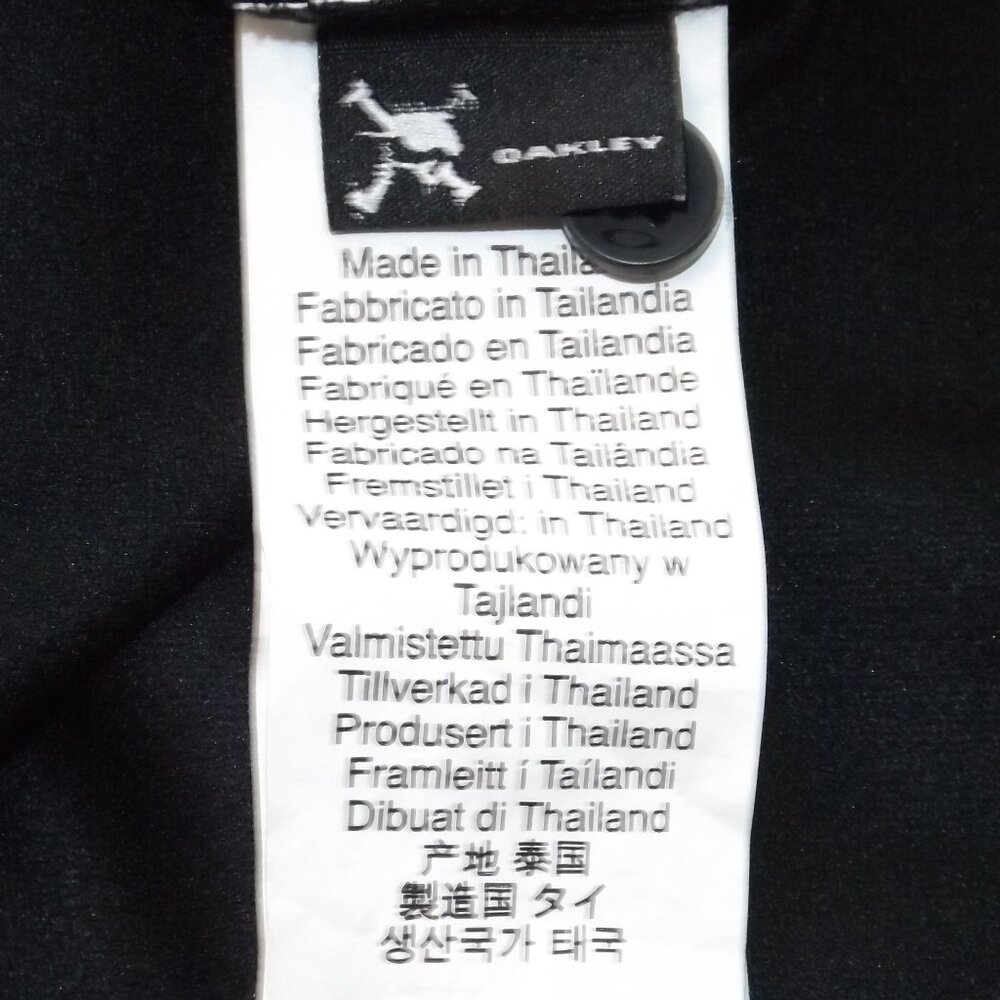 OAKLEY
Made in
Fabbricato in Tailandia
Fabricado en Tailandia
Fabriqué en Thaïlande
Hergestellt in Thailand
Fabricado na Tailândia
Fremstillet i Thailand
Vervaardigd: in Thailand
Wyprodukowany w
Tajlandi
Valmistettu Thaimaassa
Tillverkad i Thailand
Produsert i Thailand
Framleitt í Taílandi
Dibuat di Thailand
产地 泰国
製造国 タイ
생산국가 태국